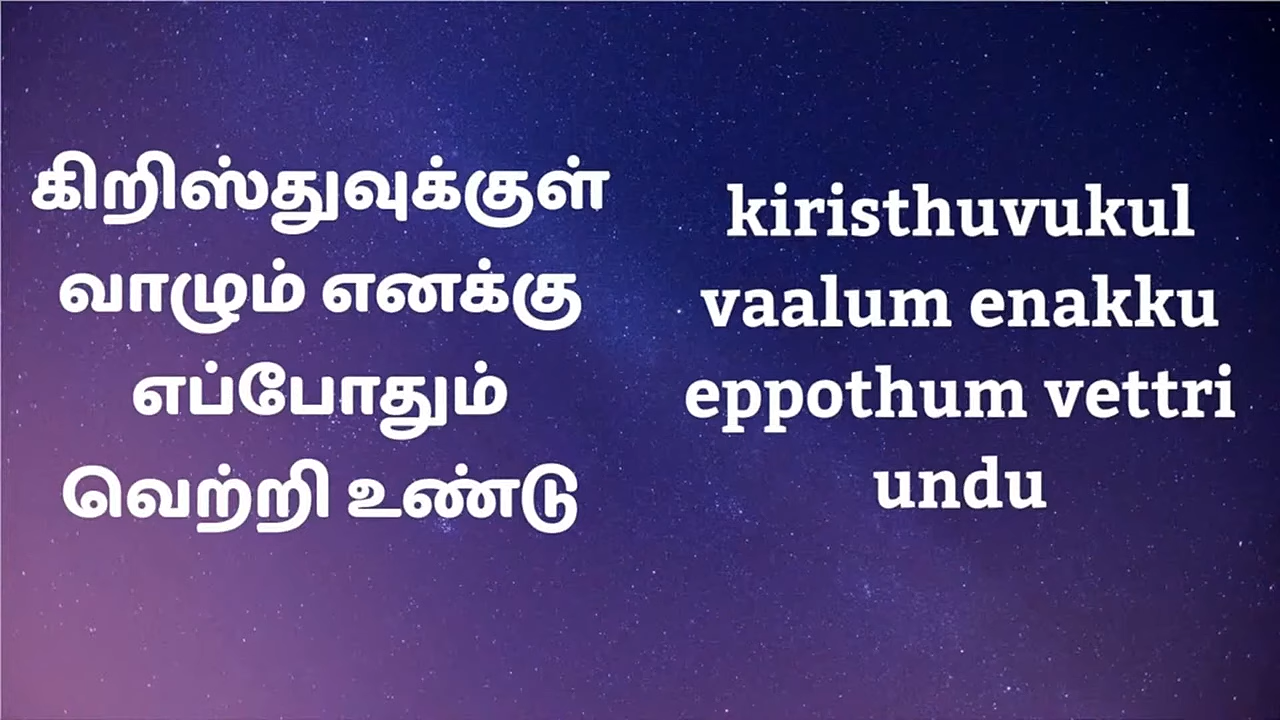 கிறிஸ்துவுக்குள்
வாழும் எனக்கு
எப்போதும்
வெற்றி உண்டு
kiristhuvukul
vaalum enakku
eppothum vettri
undu